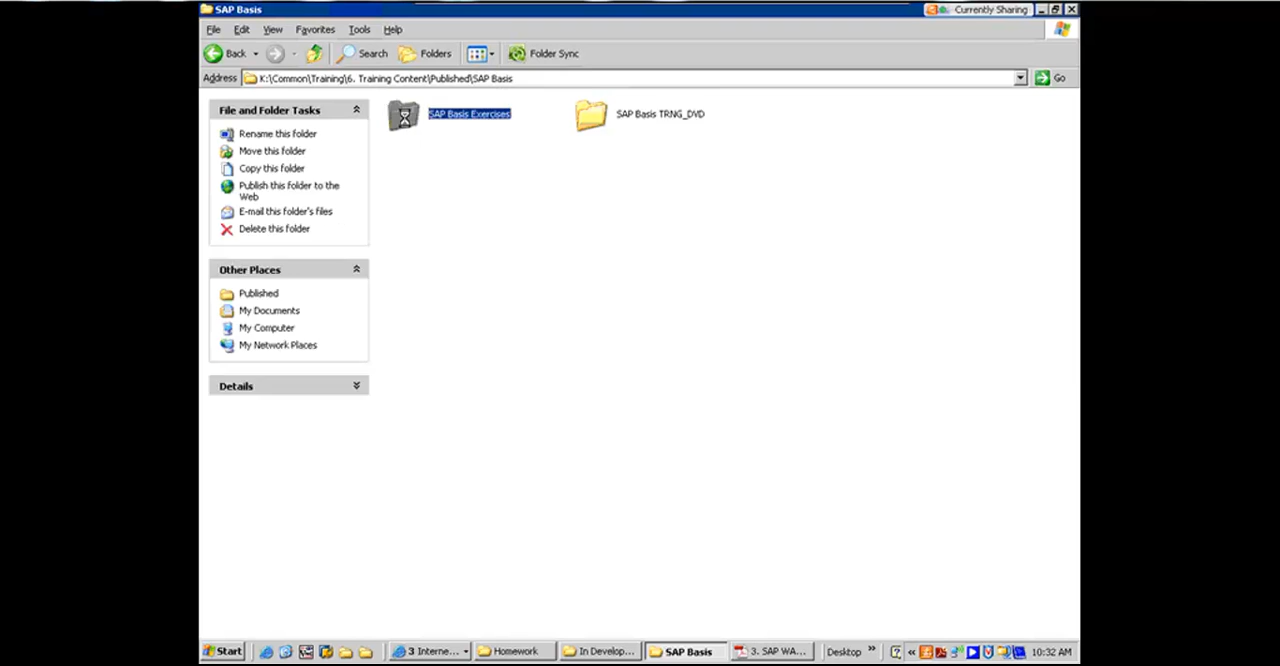 SAP Basis
Currently Sharing
File Edit View Favorites Tools Help
Back Search Folders Folder Sync
Address K:\Common\Training\6. Training Content\Published\SAP Basis Go
File and Folder Tasks
Rename this folder
Move this folder
Copy this folder
Publish this folder to the
Web
E-mail this folder's files
Delete this folder
Other Places
Published
My Documents
My Computer
My Network Places
Details
SAP Basis Exercises
SAP Basis TRNG_DVD
Start 3 Interne... Homework In Develop... SAP Basis 3. SAP WA... Desktop » « 10:32 AM